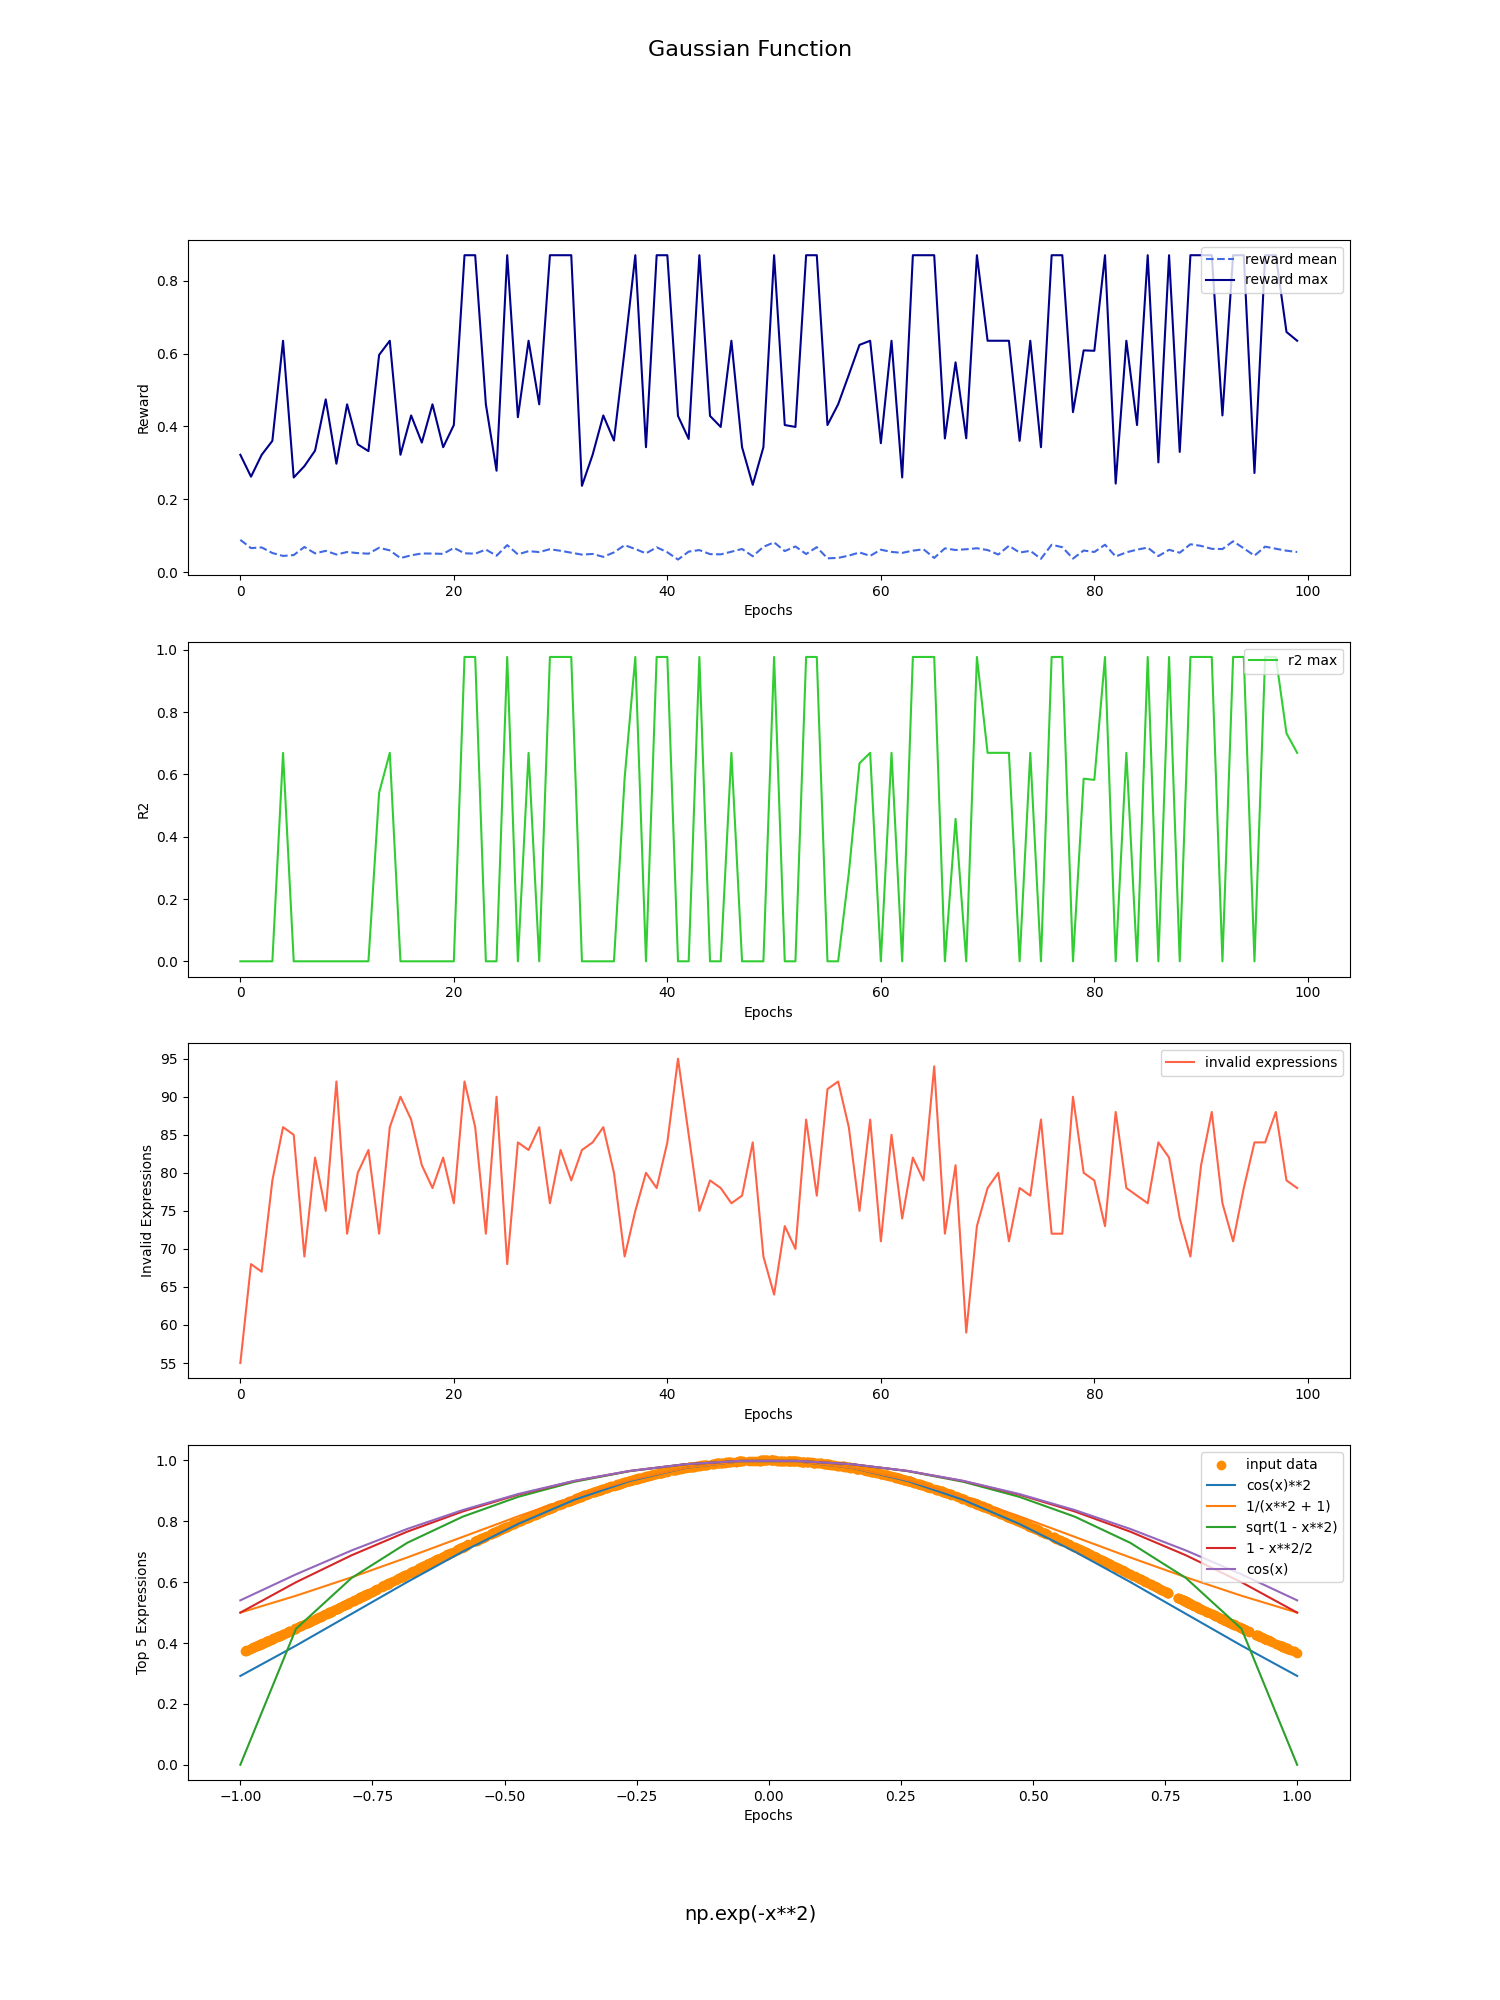 Gaussian Function
0.8
0.6
0.4
0.2
0.0
Reward
reward mean
reward max
0 20 40 60 80 100
Epochs
1.0
0.8
0.6
0.4
0.2
0.0
R2
r2 max
0 20 40 60 80 100
Epochs
95
90
85
80
75
70
65
60
55
Invalid Expressions
invalid expressions
0 20 40 60 80 100
Epochs
1.0
0.8
0.6
0.4
0.2
0.0
Top 5 Expressions
input data
cos(x)**2
1/(x**2 + 1)
sqrt(1 - x**2)
1 - x**2/2
cos(x)
−1.00 −0.75 −0.50 −0.25 0.00 0.25 0.50 0.75 1.00
Epochs
np.exp(-x**2)